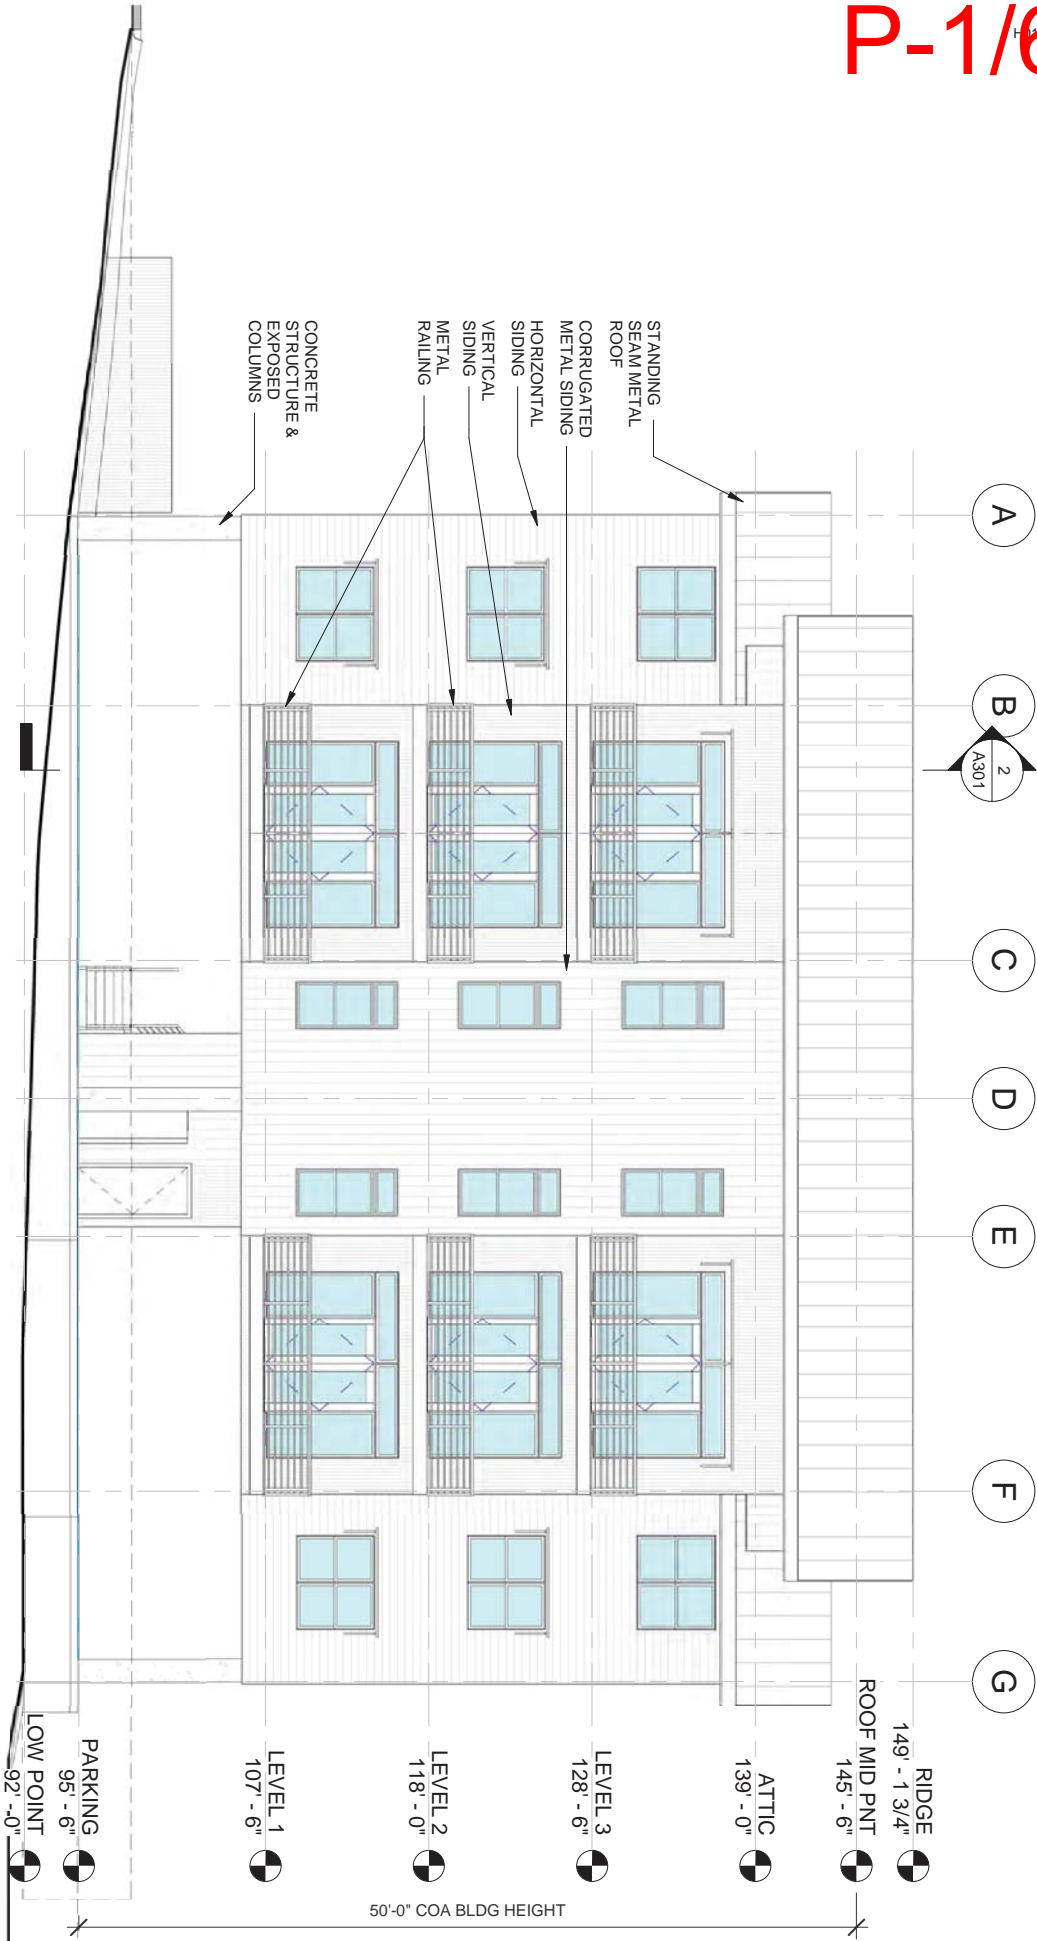 P-1/6
A
B
2
A301
C
D
E
F
G
STANDING
SEAM METAL
ROOF
CORRUGATED
METAL SIDING
HORIZONTAL
SIDING
VERTICAL
SIDING
METAL
RAILING
CONCRETE
STRUCTURE &
EXPOSED
COLUMNS
RIDGE
149' - 1 3/4"
ROOF MID PNT
145' - 6"
ATTIC
139' - 0"
LEVEL 3
128' - 6"
LEVEL 2
118' - 0"
LEVEL 1
107' - 6"
PARKING
95' - 6"
LOW POINT
92' - 0"
50'-0" COA BLDG HEIGHT